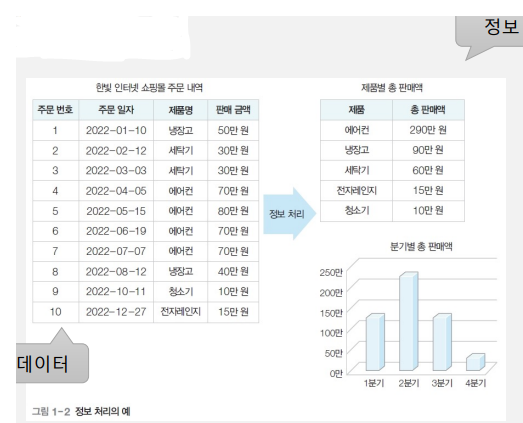 정보
한빛 인터넷 쇼핑몰 주문 내역
주문 번호 주문 일자 제품명 판매 금액
1 2022-01-10 냉장고 50만 원
2 2022-02-12 세탁기 30만 원
3 2022-03-03 세탁기 30만 원
4 2022-04-05 에어컨 70만 원
5 2022-05-15 에어컨 80만 원
6 2022-06-19 에어컨 70만 원
7 2022-07-07 에어컨 70만 원
8 2022-08-12 냉장고 40만 원
9 2022-10-11 청소기 10만 원
10 2022-12-27 전자레인지 15만 원
데이터
정보 처리
제품별 총 판매액
제품 총 판매액
에어컨 290만 원
냉장고 90만 원
세탁기 60만 원
전자레인지 15만 원
청소기 10만 원
분기별 총 판매액
250만
200만
150만
100만
50만
0만
1분기 2분기 3분기 4분기
그림 1-2 정보 처리의 예